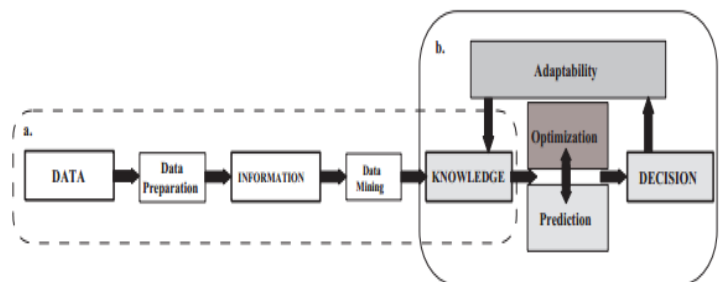 b.
Adaptability
a.
Optimization
DATA
Data
Preparation
INFORMATION
Data
Mining
KNOWLEDGE
DECISION
Prediction